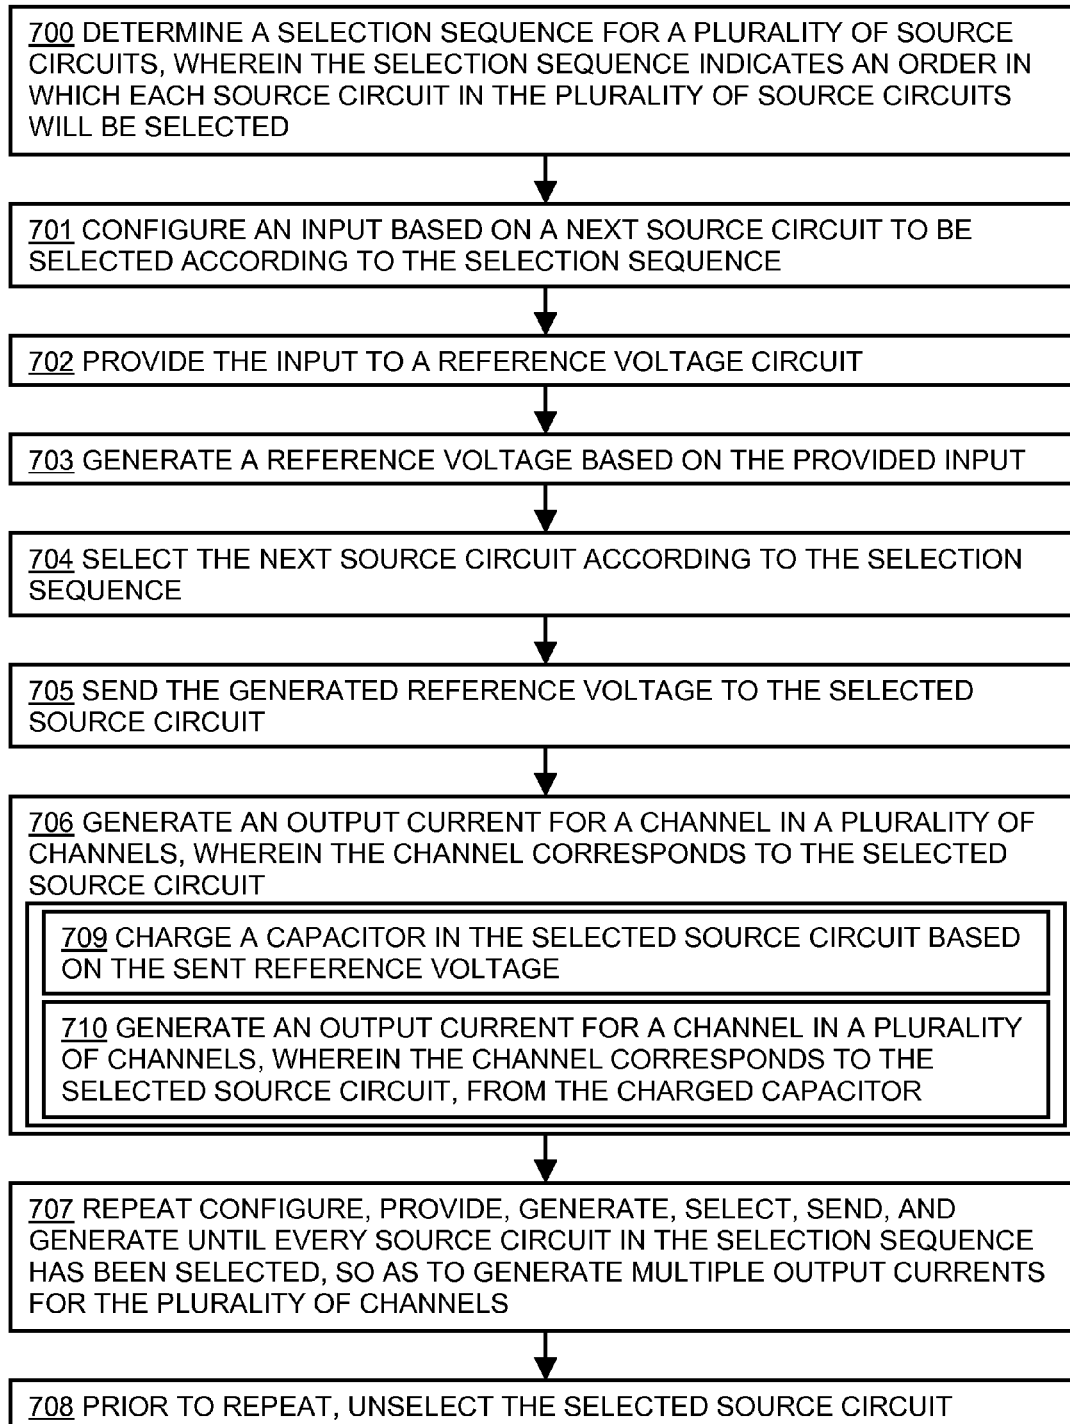 700 DETERMINE A SELECTION SEQUENCE FOR A PLURALITY OF SOURCE
CIRCUITS, WHEREIN THE SELECTION SEQUENCE INDICATES AN ORDER IN
WHICH EACH SOURCE CIRCUIT IN THE PLURALITY OF SOURCE CIRCUITS
WILL BE SELECTED
701 CONFIGURE AN INPUT BASED ON A NEXT SOURCE CIRCUIT TO BE
SELECTED ACCORDING TO THE SELECTION SEQUENCE
702 PROVIDE THE INPUT TO A REFERENCE VOLTAGE CIRCUIT
703 GENERATE A REFERENCE VOLTAGE BASED ON THE PROVIDED INPUT
704 SELECT THE NEXT SOURCE CIRCUIT ACCORDING TO THE SELECTION
SEQUENCE
705 SEND THE GENERATED REFERENCE VOLTAGE TO THE SELECTED
SOURCE CIRCUIT
706 GENERATE AN OUTPUT CURRENT FOR A CHANNEL IN A PLURALITY OF
CHANNELS, WHEREIN THE CHANNEL CORRESPONDS TO THE SELECTED
SOURCE CIRCUIT
709 CHARGE A CAPACITOR IN THE SELECTED SOURCE CIRCUIT BASED
ON THE SENT REFERENCE VOLTAGE
710 GENERATE AN OUTPUT CURRENT FOR A CHANNEL IN A PLURALITY
OF CHANNELS, WHEREIN THE CHANNEL CORRESPONDS TO THE
SELECTED SOURCE CIRCUIT, FROM THE CHARGED CAPACITOR
707 REPEAT CONFIGURE, PROVIDE, GENERATE, SELECT, SEND, AND
GENERATE UNTIL EVERY SOURCE CIRCUIT IN THE SELECTION SEQUENCE
HAS BEEN SELECTED, SO AS TO GENERATE MULTIPLE OUTPUT CURRENTS
FOR THE PLURALITY OF CHANNELS
708 PRIOR TO REPEAT, UNSELECT THE SELECTED SOURCE CIRCUIT